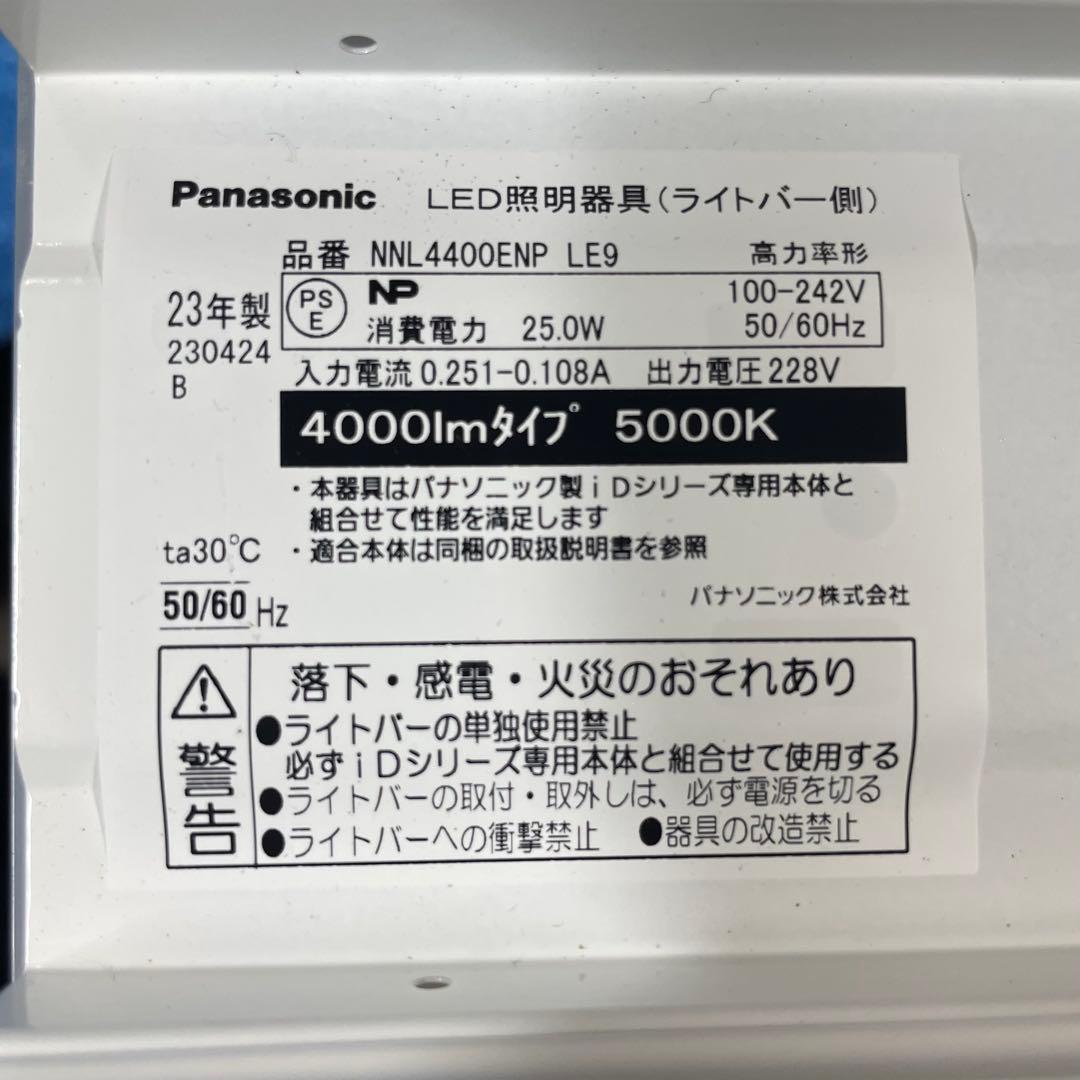 Panasonic LED照明器具(ライトバー側)
品番 NNL4400ENP LE9 高力率形
23年製 PSE NP 100-242V
230424 消費電力 25.0W 50/60Hz
B 入力電流 0.251-0.108A 出力電圧 228V
4000lmタイプ 5000K
・本器具はパナソニック製iDシリーズ専用本体と
組合せて性能を満足します
ta30℃ ・適合本体は同梱の取扱説明書を参照
50/60 Hz パナソニック株式会社
警告 落下・感電・火災のおそれあり
●ライトバーの単独使用禁止
必ずiDシリーズ専用本体と組合せて使用する
●ライトバーの取付・取外しは、必ず電源を切る
●ライトバーへの衝撃禁止 ●器具の改造禁止